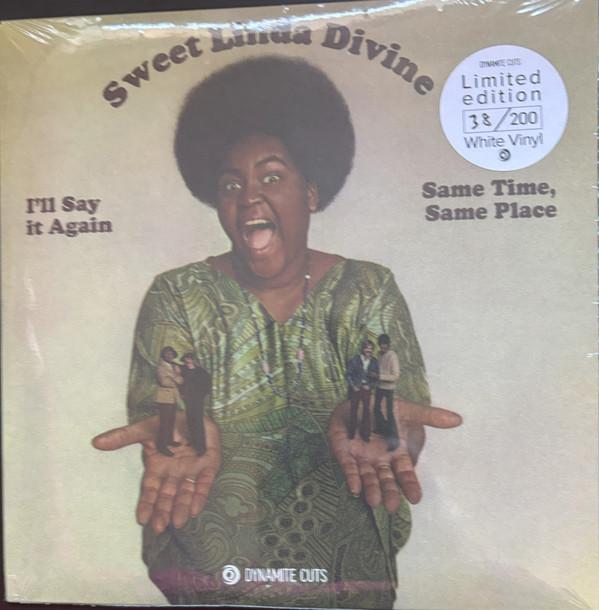 Sweet Linda Divine
DYNAMITE CUTS
Limited
edition
38/200
White Vinyl
I'll Say
it Again
Same Time,
Same Place
DYNAMITE CUTS